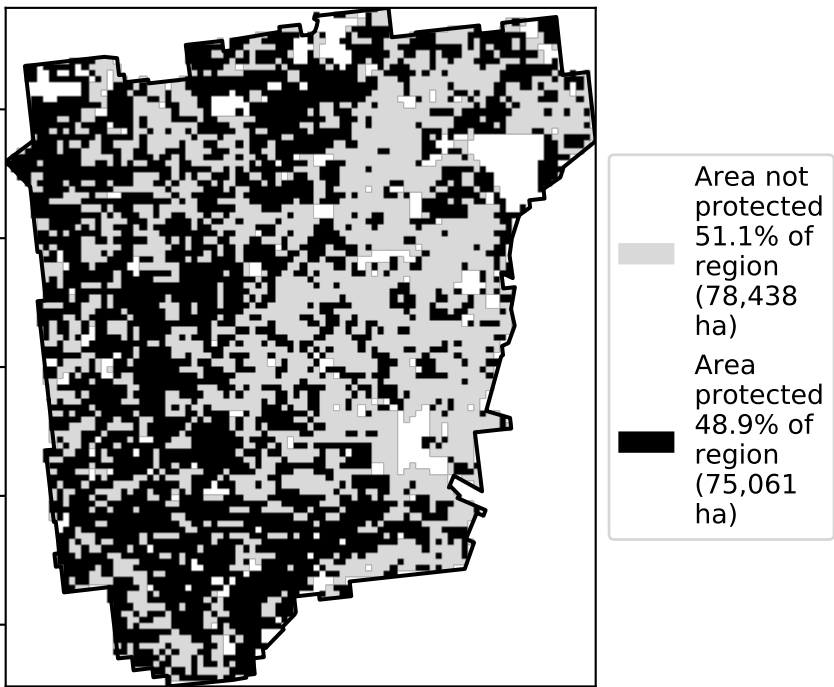 Area not
protected
51.1% of
region
(78,438
ha)
Area
protected
48.9% of
region
(75,061
ha)